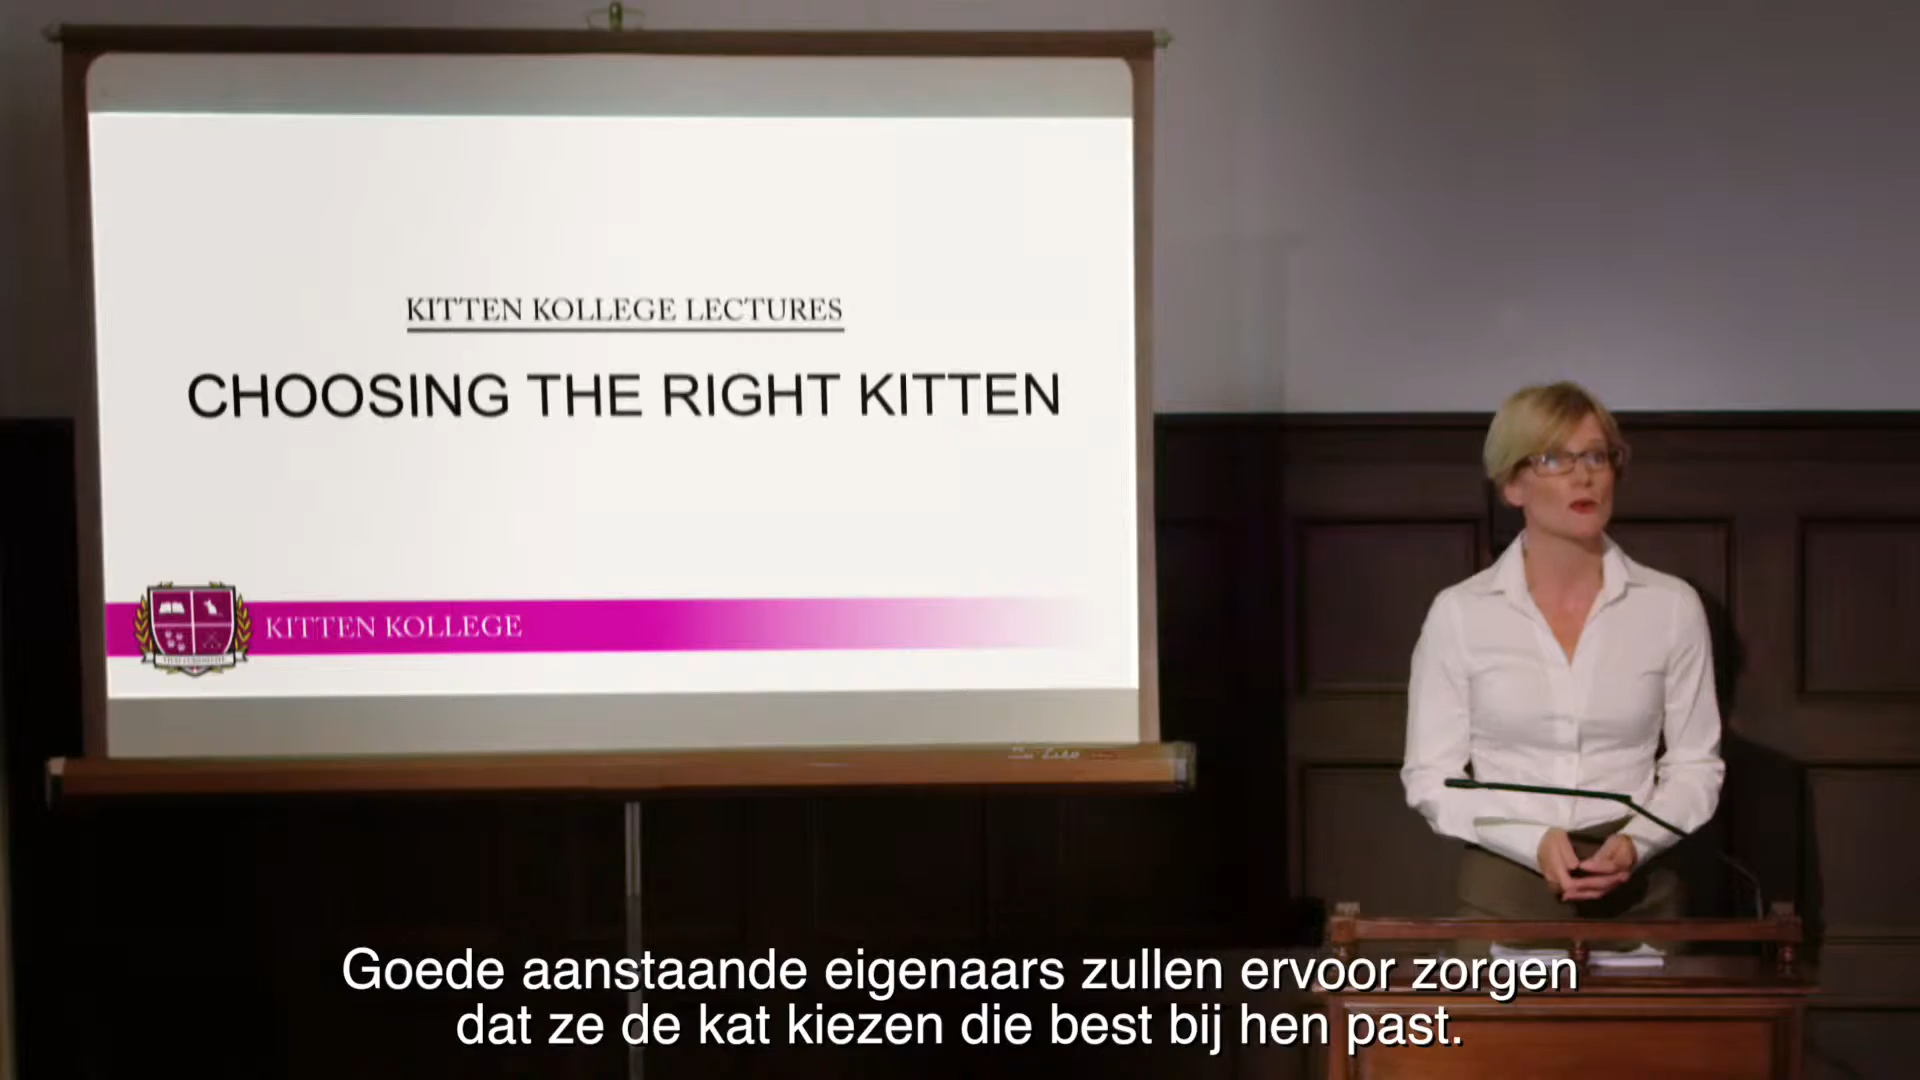 KITTEN KOLLEGE LECTURES
CHOOSING THE RIGHT KITTEN
KITTEN KOLLEGE
Goede aanstaande eigenaars zullen ervoor zorgen
dat ze de kat kiezen die best bij hen past.